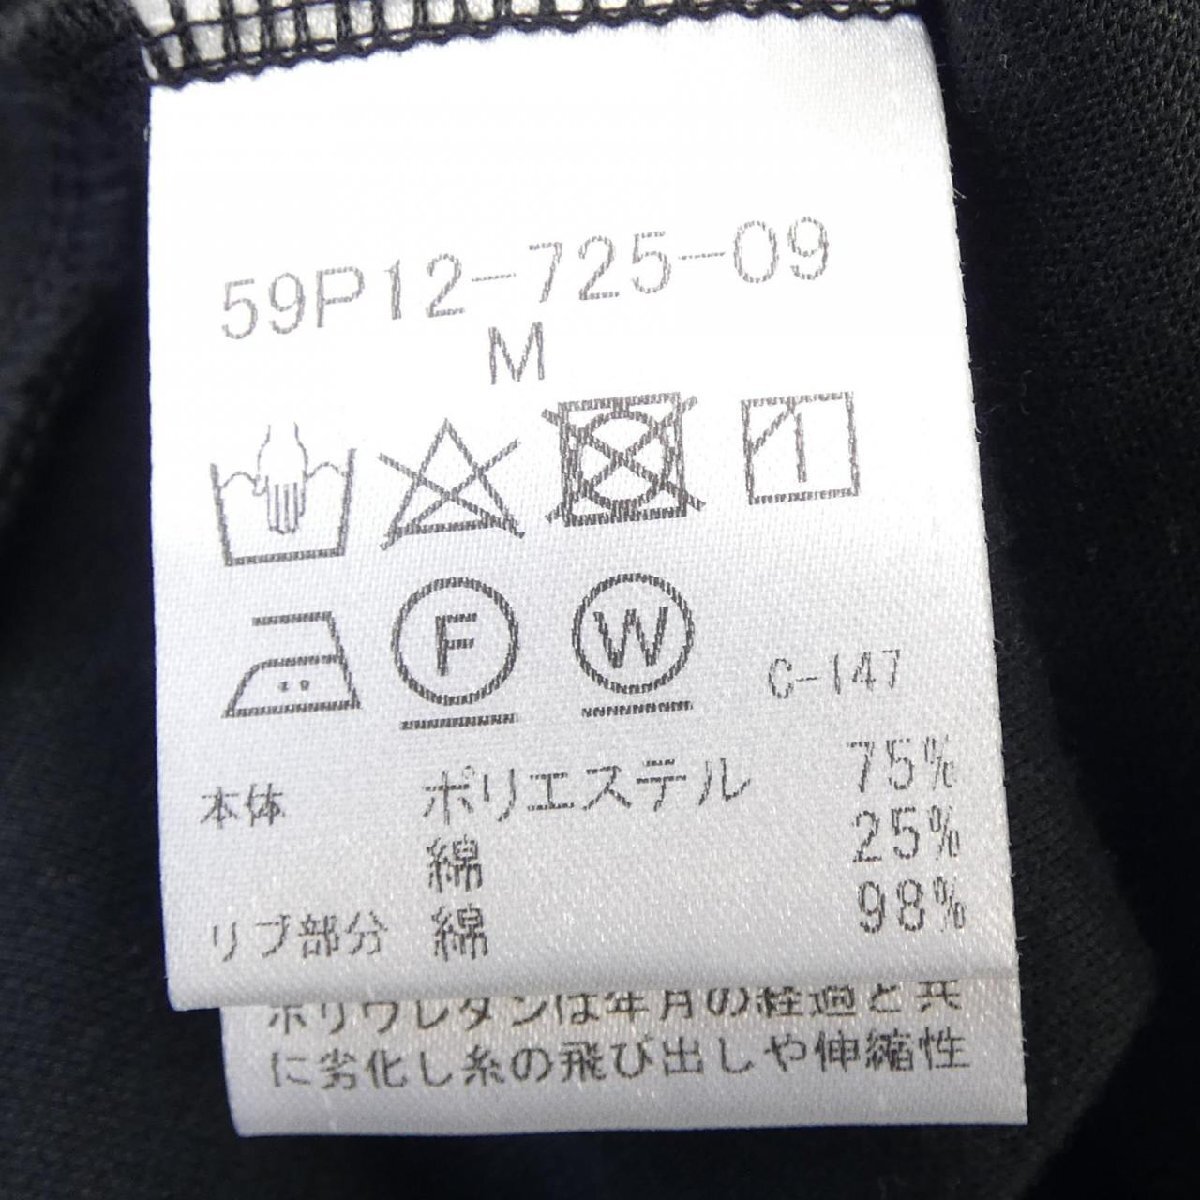 59P12-725-09
M
F W C-147
本体 ポリエステル 75%
綿 25%
リブ部分 綿 98%
ポリウレタンは年月の経過と共
に劣化し糸の飛び出しや伸縮性